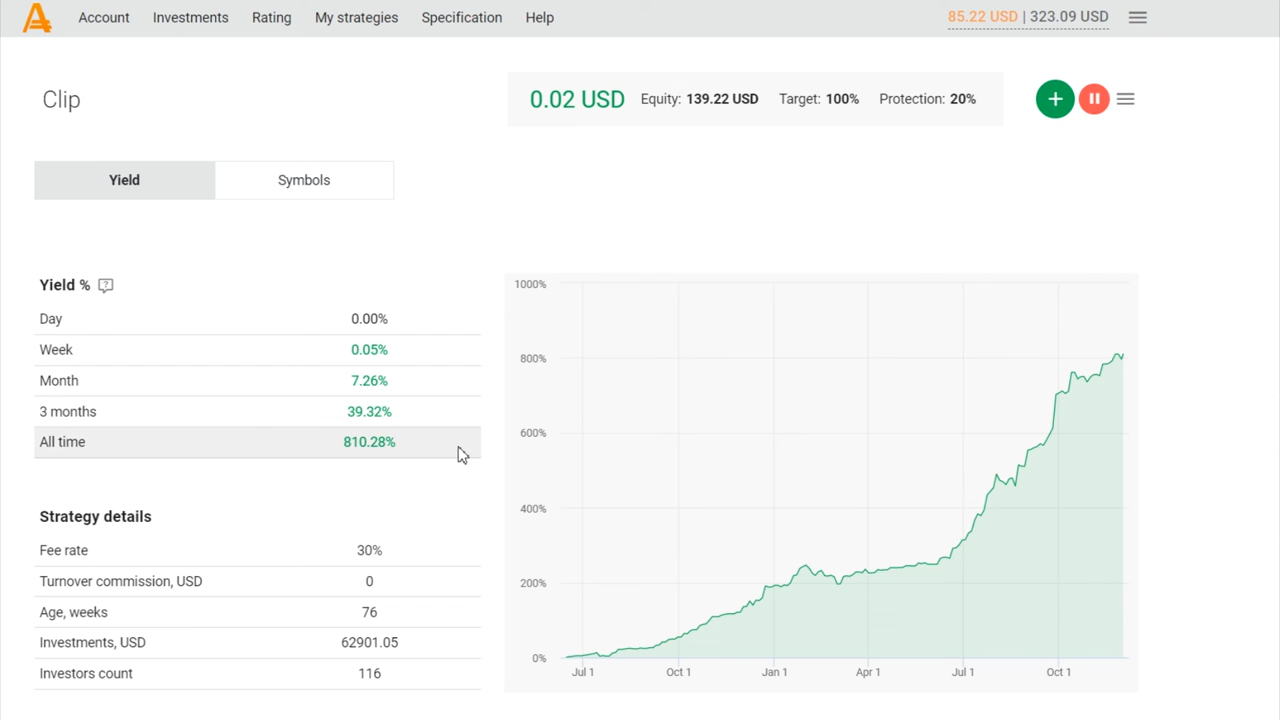 Account Investments Rating My strategies Specification Help 85.22 USD | 323.09 USD
Clip 0.02 USD Equity: 139.22 USD Target: 100% Protection: 20%
Yield Symbols
Yield %
Day 0.00%
Week 0.05%
Month 7.26%
3 months 39.32%
All time 810.28%
Strategy details
Fee rate 30%
Turnover commission, USD 0
Age, weeks 76
Investments, USD 62901.05
Investors count 116
1000%
800%
600%
400%
200%
0%
Jul 1 Oct 1 Jan 1 Apr 1 Jul 1 Oct 1